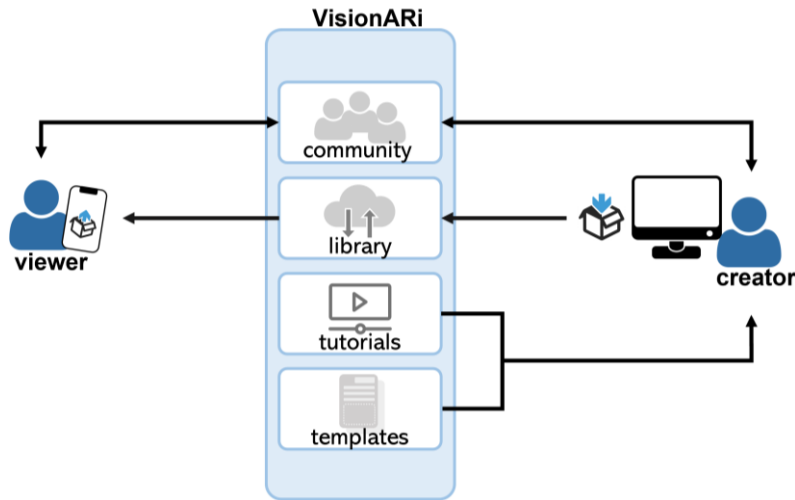 VisionARi
community
library
viewer
creator
tutorials
templates